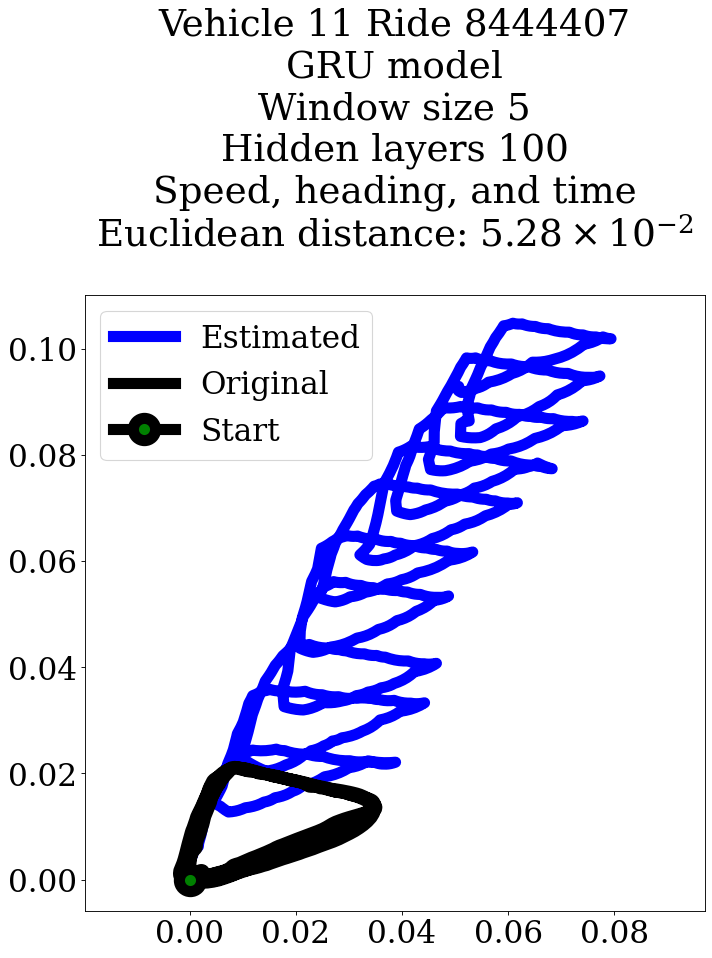 Vehicle 11 Ride 8444407
GRU model
Window size 5
Hidden layers 100
Speed, heading, and time
Euclidean distance: 5.28 × 10⁻²
Estimated
Original
Start
0.10
0.08
0.06
0.04
0.02
0.00
0.00 0.02 0.04 0.06 0.08